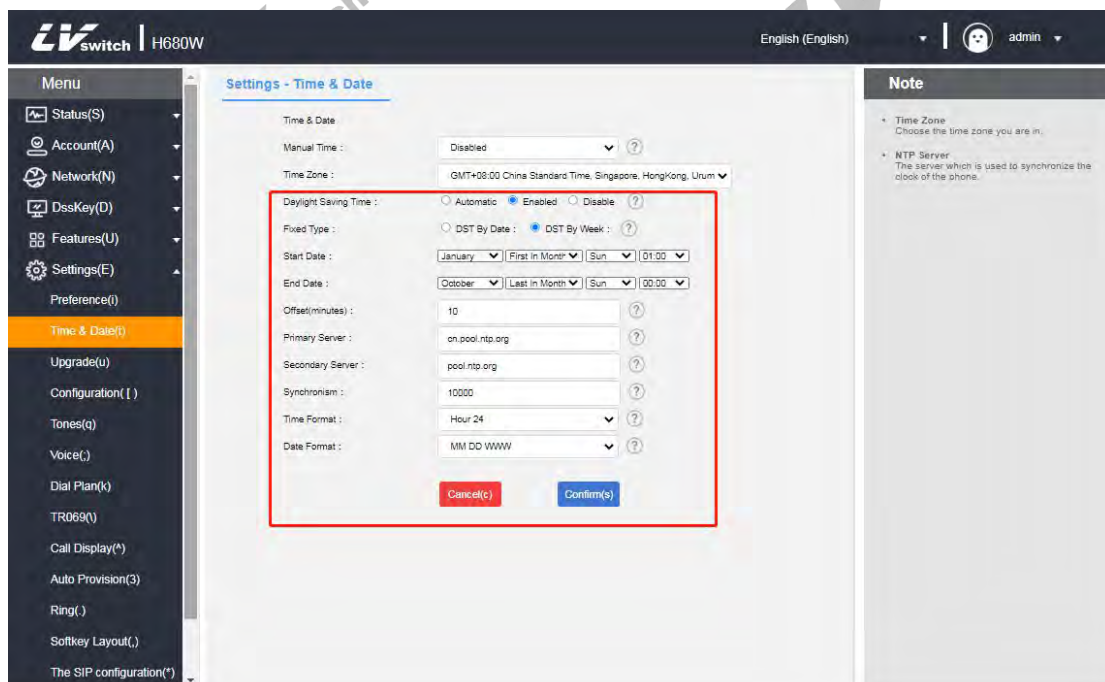 LVswitch H680W
English (English)
admin
Menu
Status(S)
Account(A)
Network(N)
DssKey(D)
Features(U)
Settings(E)
Preference(i)
Time & Date(t)
Upgrade(u)
Configuration( [ )
Tones(q)
Voice(;)
Dial Plan(k)
TR069(\)
Call Display(^)
Auto Provision(3)
Ring(.)
Softkey Layout(,)
The SIP configuration(*)
Settings - Time & Date
Time & Date
Manual Time : Disabled ?
Time Zone : GMT+08:00 China Standard Time, Singapore, HongKong, Urum
Daylight Saving Time : Automatic Enabled Disable ?
Fixed Type : DST By Date : DST By Week : ?
Start Date : January First In Month Sun 01:00
End Date : October Last In Month Sun 00:00
Offset(minutes) : 10 ?
Primary Server : cn.pool.ntp.org ?
Secondary Server : pool.ntp.org ?
Synchronism : 10000 ?
Time Format : Hour 24 ?
Date Format : MM DD WWW ?
Cancel(c) Confirm(s)
Note
Time Zone
Choose the time zone you are in.
NTP Server
The server which is used to synchronize the
clock of the phone.